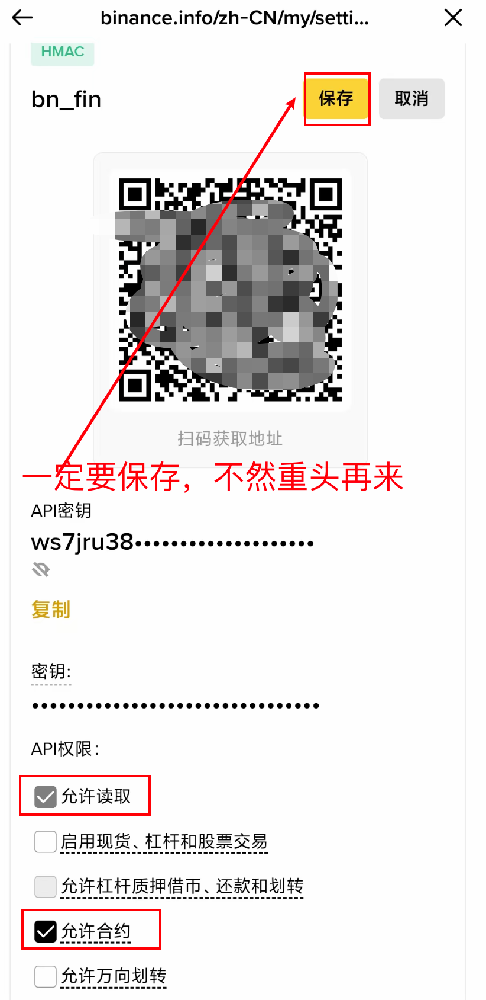 binance.info/zh-CN/my/setti...
HMAC
bn_fin
保存
取消
扫码获取地址
一定要保存，不然重头再来
API密钥
ws7jru38••••••••••••••••••••
复制
密钥:
••••••••••••••••••••••••••••••••
API权限:
允许读取
启用现货、杠杆和股票交易
允许杠杆质押借币、还款和划转
允许合约
允许万向划转